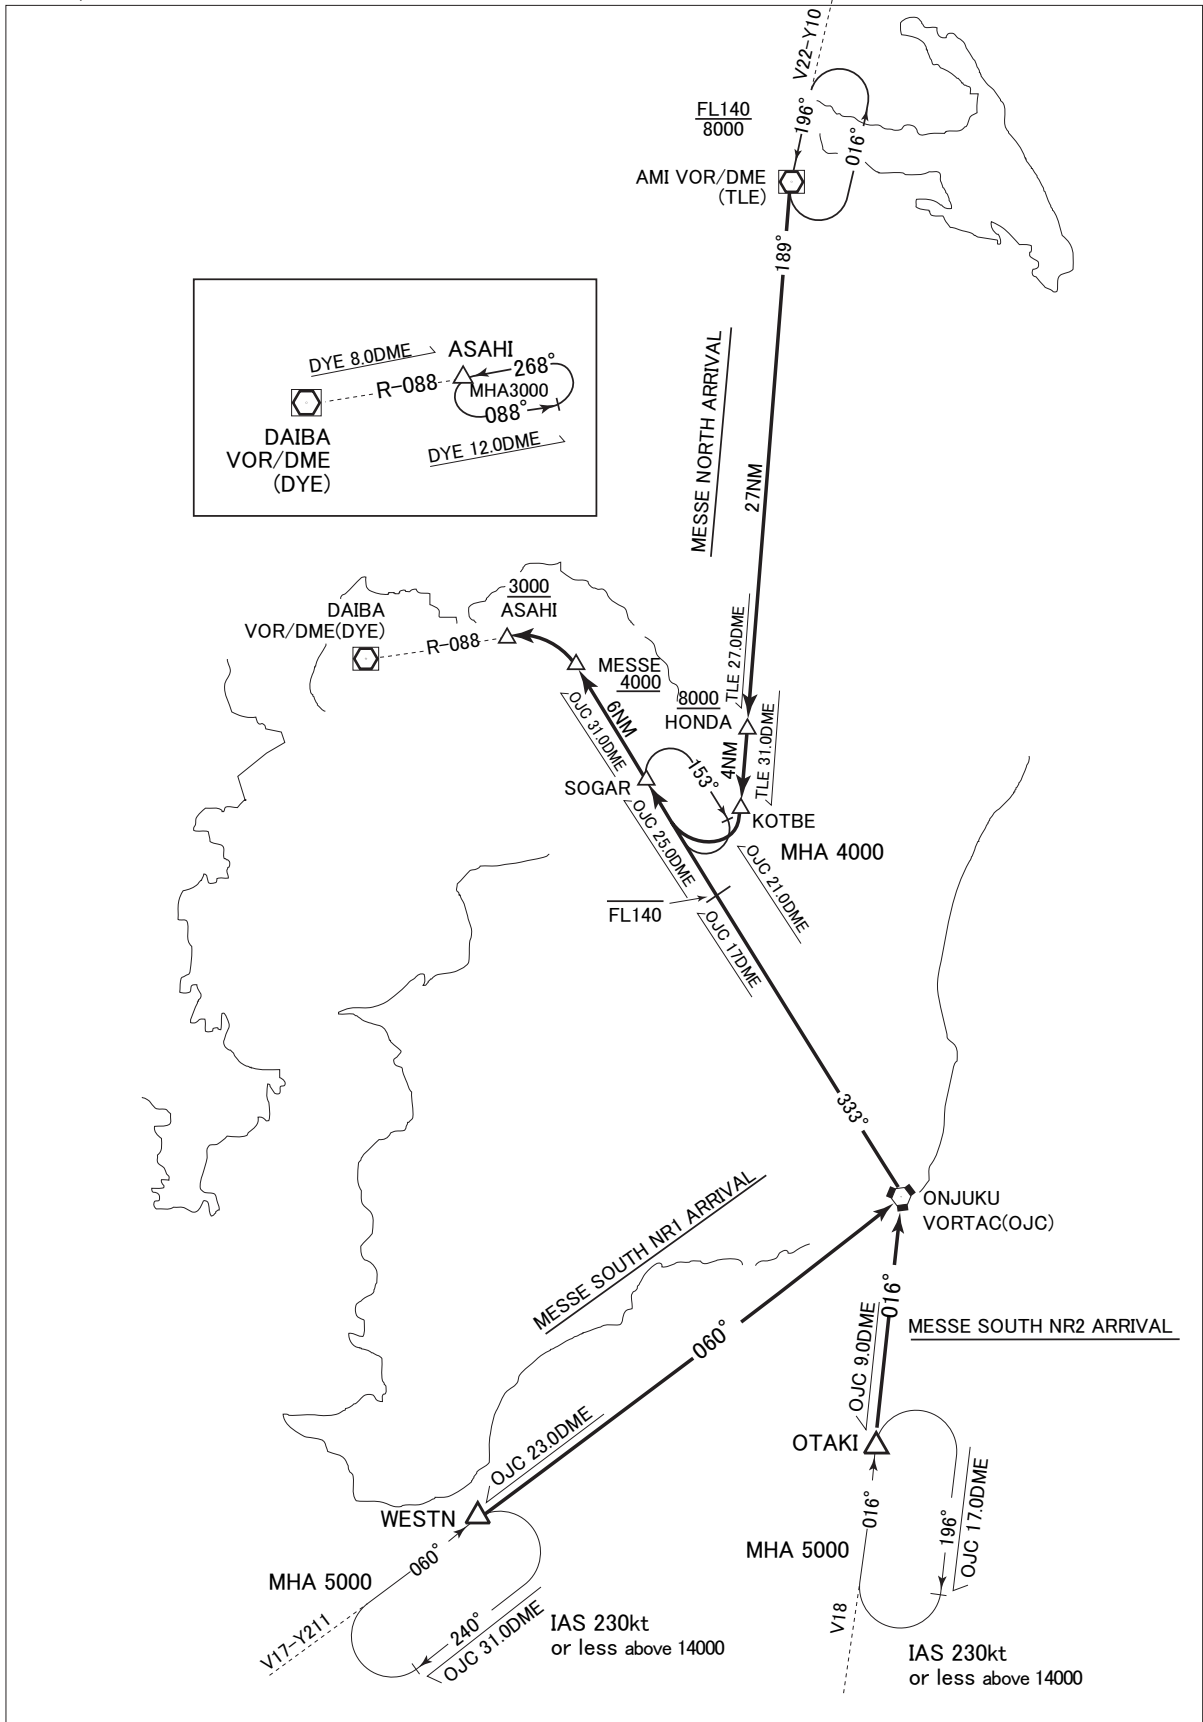 V22-Y10
FL140
8000
196°
016°
AMI VOR/DME
(TLE)
189°
MESSE NORTH ARRIVAL
27NM
DYE 8.0DME
ASAHI
268°
R-088
MHA3000
088°
DYE 12.0DME
DAIBA
VOR/DME
(DYE)
3000
ASAHI
DAIBA
VOR/DME(DYE)
R-088
MESSE
4000
TLE 27.0DME
8000
HONDA
6NM
OJC 31.0DME
4NM
TLE 31.0DME
153°
SOGAR
KOTBE
MHA 4000
OJC 25.0DME
OJC 21.0DME
FL140
OJC 17DME
333°
ONJUKU
VORTAC(OJC)
MESSE SOUTH NR1 ARRIVAL
016°
MESSE SOUTH NR2 ARRIVAL
060°
OJC 9.0DME
OJC 23.0DME
OTAKI
WESTN
016°
196°
OJC 17.0DME
MHA 5000
060°
MHA 5000
V17-Y211
240°
OJC 31.0DME
IAS 230kt
or less above 14000
V18
IAS 230kt
or less above 14000